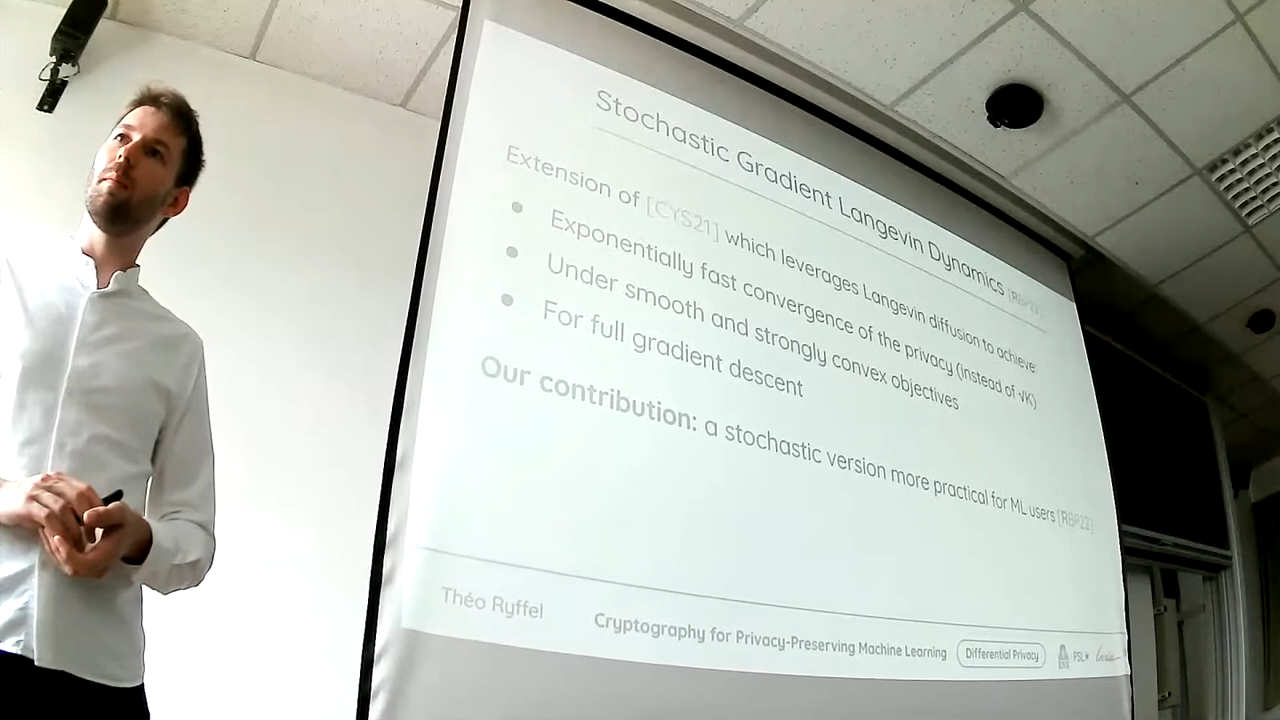 Stochastic Gradient Langevin Dynamics [RBP22]
Extension of [CYS21] which leverages Langevin diffusion to achieve:
• Exponentially fast convergence of the privacy (instead of √K)
• Under smooth and strongly convex objectives
• For full gradient descent
Our contribution: a stochastic version more practical for ML users [RBP22]
Théo Ryffel
Cryptography for Privacy-Preserving Machine Learning
Differential Privacy
PSL★